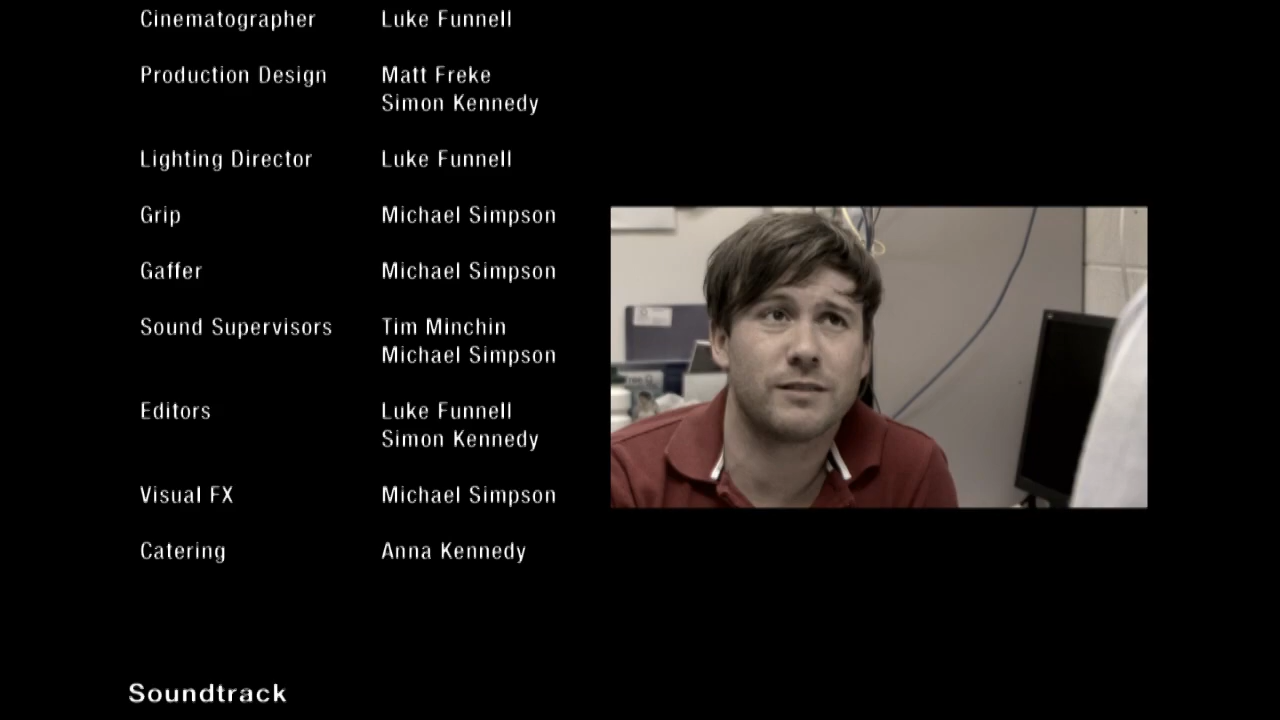 Cinematographer Luke Funnell
Production Design Matt Freke
Simon Kennedy
Lighting Director Luke Funnell
Grip Michael Simpson
Gaffer Michael Simpson
Sound Supervisors Tim Minchin
Michael Simpson
Editors Luke Funnell
Simon Kennedy
Visual FX Michael Simpson
Catering Anna Kennedy
Soundtrack